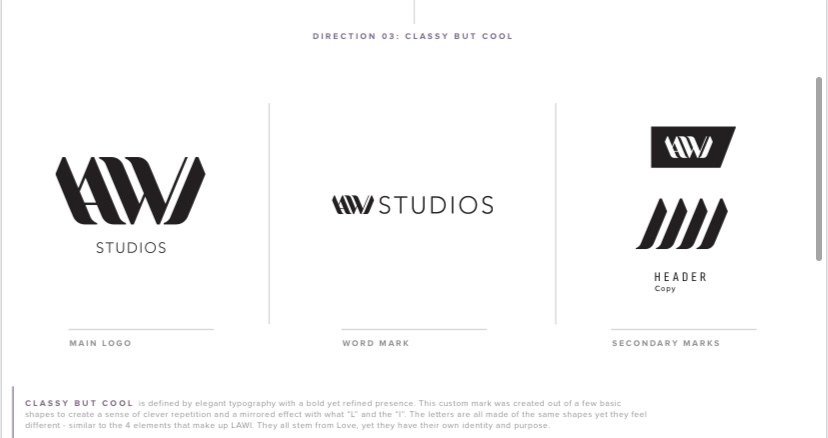 DIRECTION 03: CLASSY BUT COOL
LAWI
STUDIOS
LAWI STUDIOS
LAWI
HEADER
Copy
MAIN LOGO
WORD MARK
SECONDARY MARKS
CLASSY BUT COOL is defined by elegant typography with a bold yet refined presence. This custom mark was created out of a few basic
shapes to create a sense of clever repetition and a mirrored effect with what "L" and the "I". The letters are all made of the same shapes yet they feel
different - similar to the 4 elements that make up LAWI. They all stem from Love, yet they have their own identity and purpose.